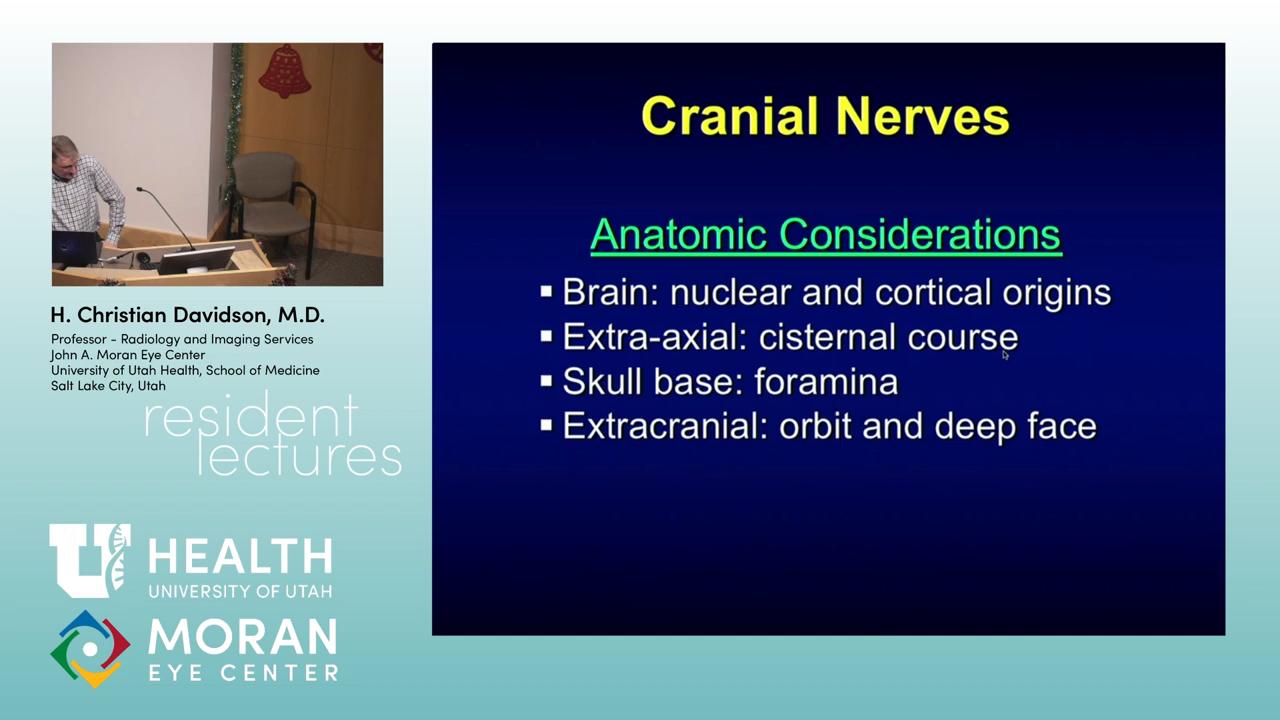 H. Christian Davidson, M.D.
Professor - Radiology and Imaging Services
John A. Moran Eye Center
University of Utah Health, School of Medicine
Salt Lake City, Utah
resident
lectures
U HEALTH
UNIVERSITY OF UTAH
MORAN
EYE CENTER
Cranial Nerves
Anatomic Considerations
▪ Brain: nuclear and cortical origins
▪ Extra-axial: cisternal course
▪ Skull base: foramina
▪ Extracranial: orbit and deep face